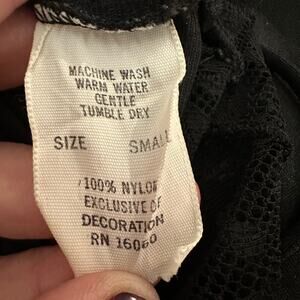 MACHINE WASH
WARM WATER
GENTLE
TUMBLE DRY
SIZE SMALL
100% NYLON
EXCLUSIVE OF
DECORATION
RN 16060